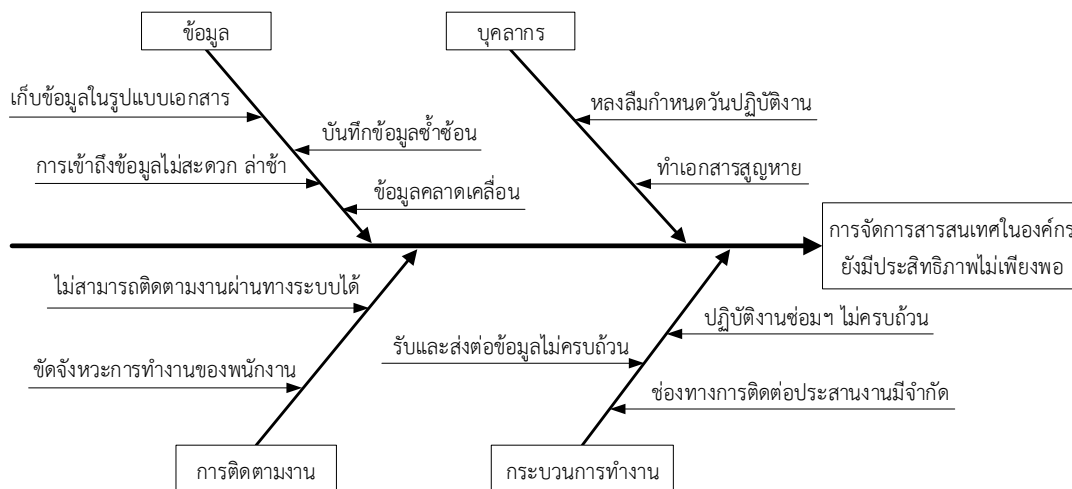 ข้อมูล
บุคลากร
เก็บข้อมูลในรูปแบบเอกสาร
หลงลืมกำหนดวันปฏิบัติงาน
บันทึกข้อมูลซ้ำซ้อน
การเข้าถึงข้อมูลไม่สะดวก ล่าช้า
ทำเอกสารสูญหาย
ข้อมูลคลาดเคลื่อน
การจัดการสารสนเทศในองค์กร
ยังมีประสิทธิภาพไม่เพียงพอ
ไม่สามารถติดตามงานผ่านทางระบบได้
ปฏิบัติงานซ่อมฯ ไม่ครบถ้วน
รับและส่งต่อข้อมูลไม่ครบถ้วน
ขัดจังหวะการทำงานของพนักงาน
ช่องทางการติดต่อประสานงานมีจำกัด
การติดตามงาน
กระบวนการทำงาน